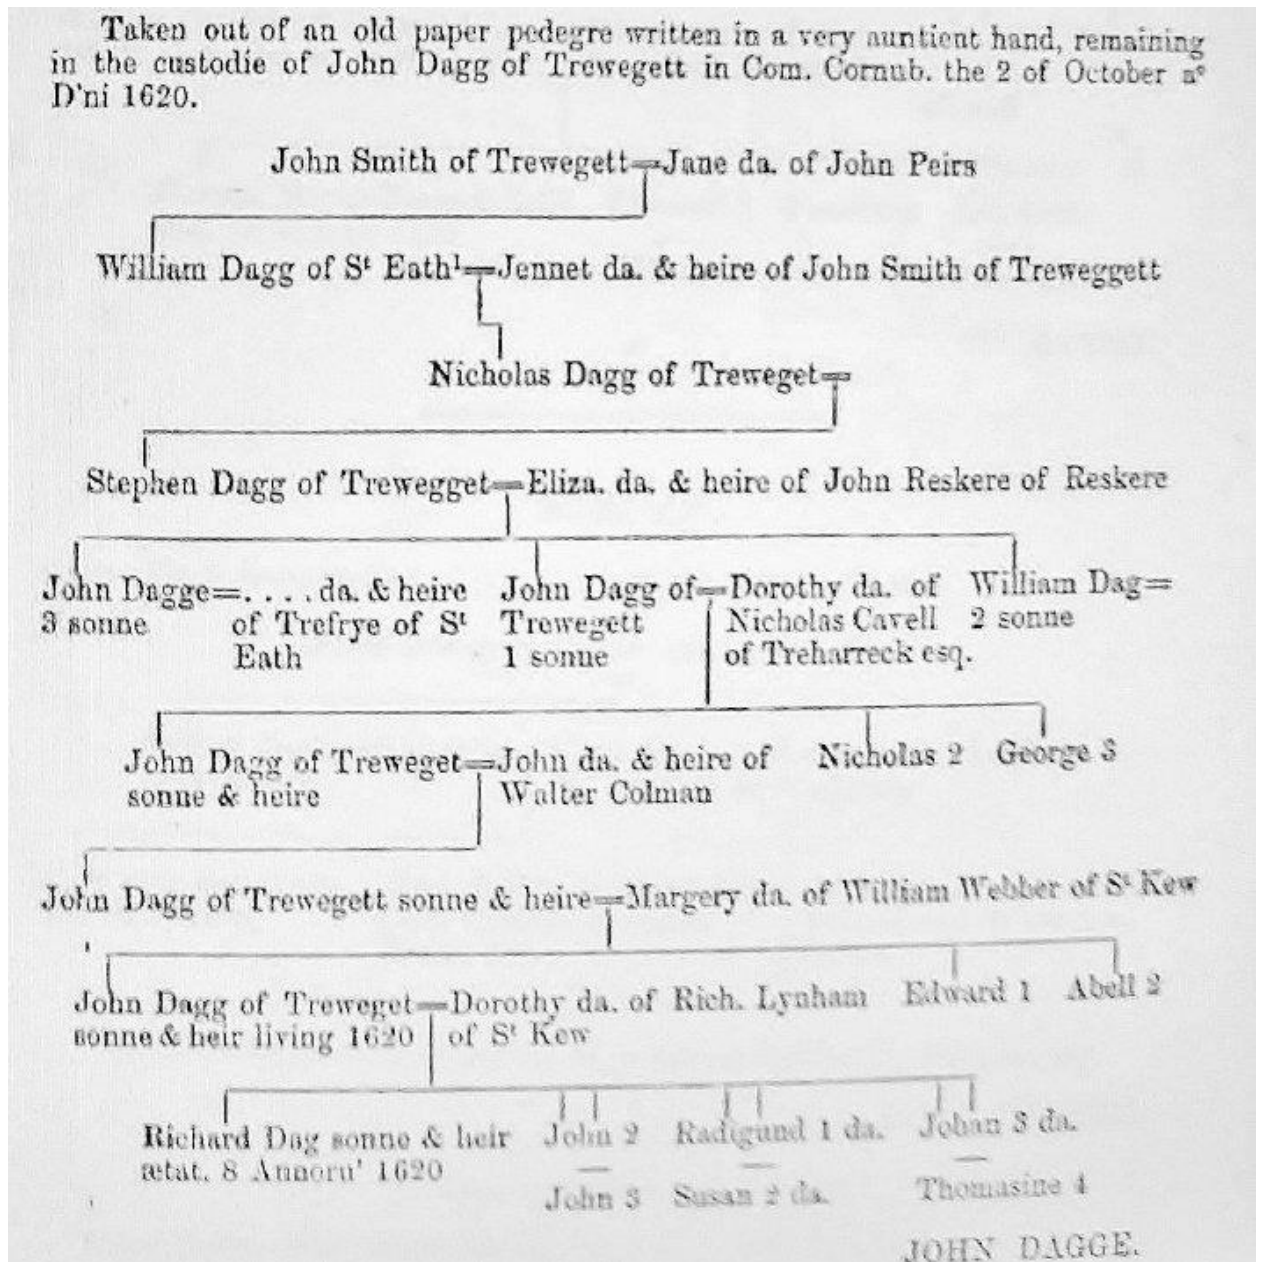 Taken out of an old paper pedegre written in a very auntient hand, remaining
in the custodie of John Dagg of Trewegett in Com. Cornub. the 2 of October aº
D'ni 1620.
John Smith of Trewegett=Jane da. of John Peirs
William Dagg of Sᵗ Eath¹=Jennet da. & heire of John Smith of Treweggett
Nicholas Dagg of Treweget=
Stephen Dagg of Trewegget=Eliza. da. & heire of John Reskere of Reskere
John Dagge=. . . . da. & heire
3 sonne of Trefrye of Sᵗ
Eath
John Dagg of=Dorothy da. of
Trewegett Nicholas Cavell
1 sonne of Treharreck esq.
William Dag=
2 sonne
John Dagg of Treweget=John da. & heire of
sonne & heire Walter Colman
Nicholas 2
George 3
John Dagg of Trewegett sonne & heire=Margery da. of William Webber of Sᵗ Kew
John Dagg of Treweget=Dorothy da. of Rich. Lynham
sonne & heir living 1620 of Sᵗ Kew
Edward 1
Abell 2
Richard Dag sonne & heir
ætat. 8 Annoru' 1620
John 2
John 3
Radigund 1 da.
Susan 2 da.
Johan 3 da.
Thomasine 4
JOHN DAGGE.